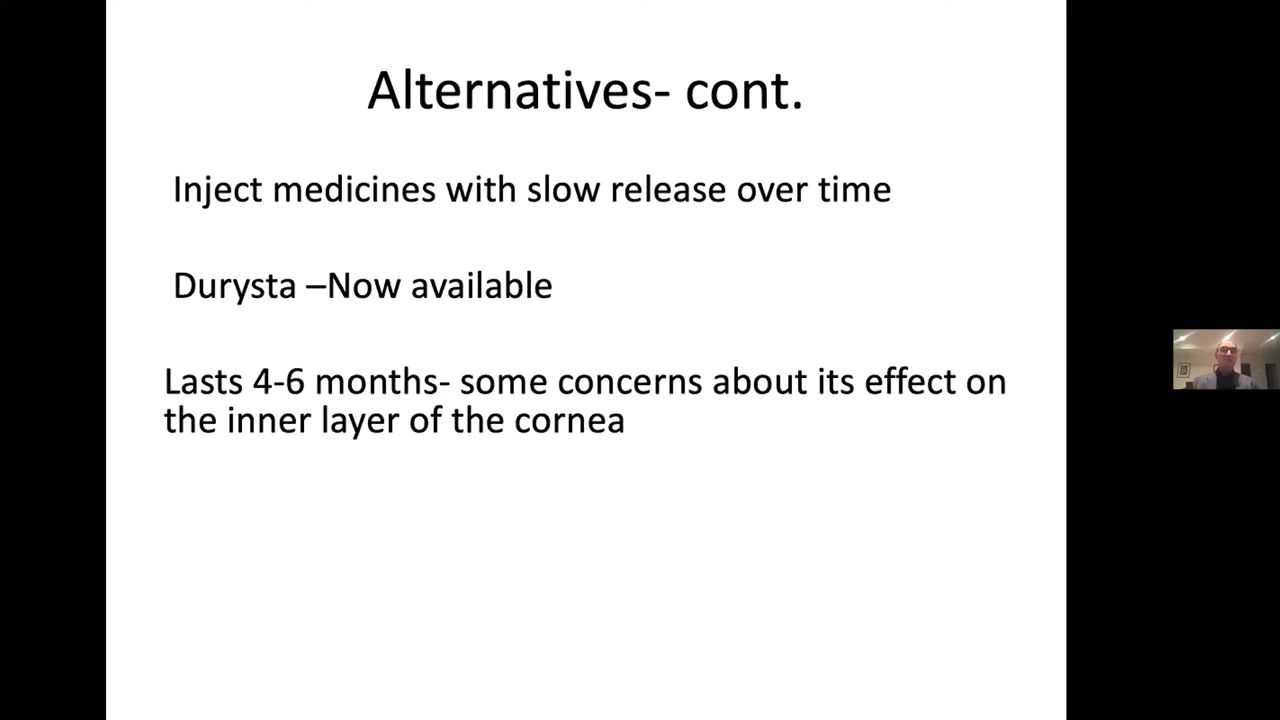 Alternatives- cont.
Inject medicines with slow release over time
Durysta –Now available
Lasts 4-6 months- some concerns about its effect on
the inner layer of the cornea